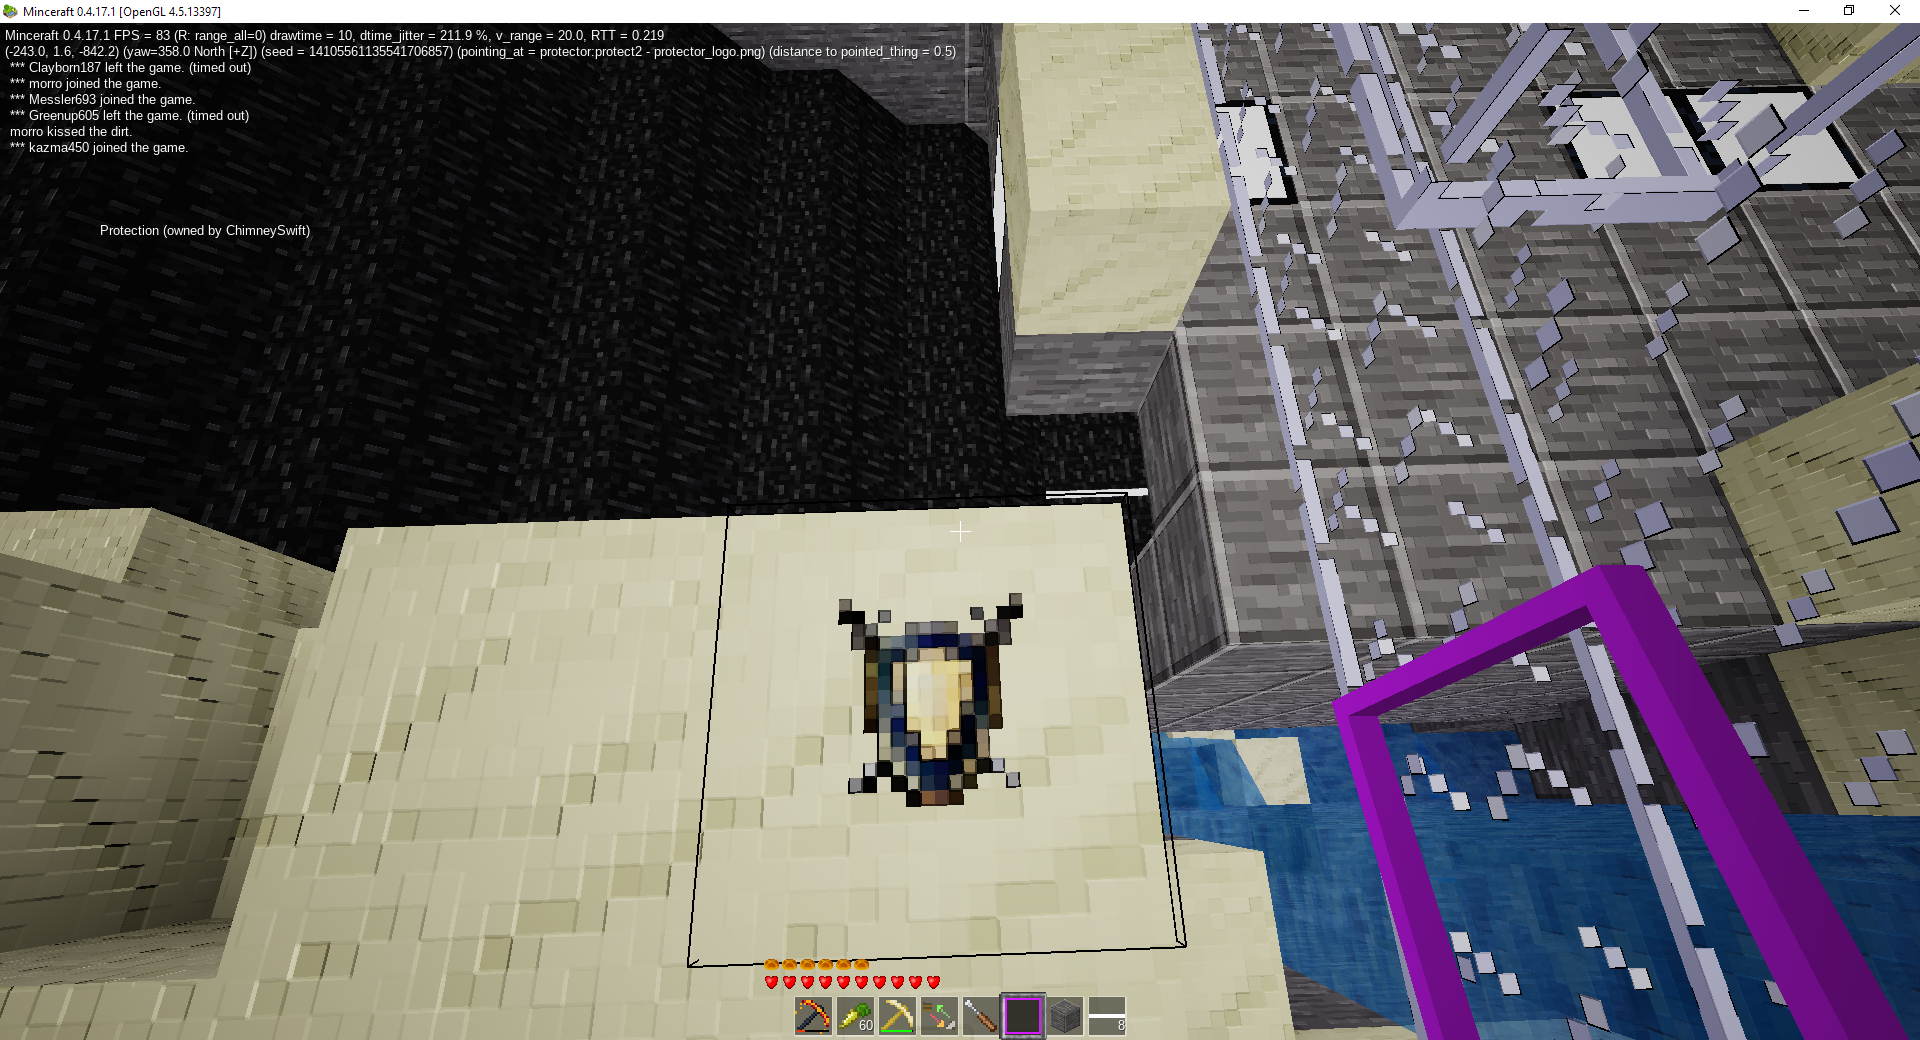 Minceraft 0.4.17.1 [OpenGL 4.5.13397]
Minceraft 0.4.17.1 FPS = 83 (R: range_all=0) drawtime = 10, dtime_jitter = 211.9 %, v_range = 20.0, RTT = 0.219
(-243.0, 1.6, -842.2) (yaw=358.0 North [+Z]) (seed = 14105561135541706857) (pointing_at = protector:protect2 - protector_logo.png) (distance to pointed_thing = 0.5)
*** Clayborn187 left the game. (timed out)
*** morro joined the game.
*** Messler693 joined the game.
*** Greenup605 left the game. (timed out)
morro kissed the dirt.
*** kazma450 joined the game.
Protection (owned by ChimneySwift)
60
8